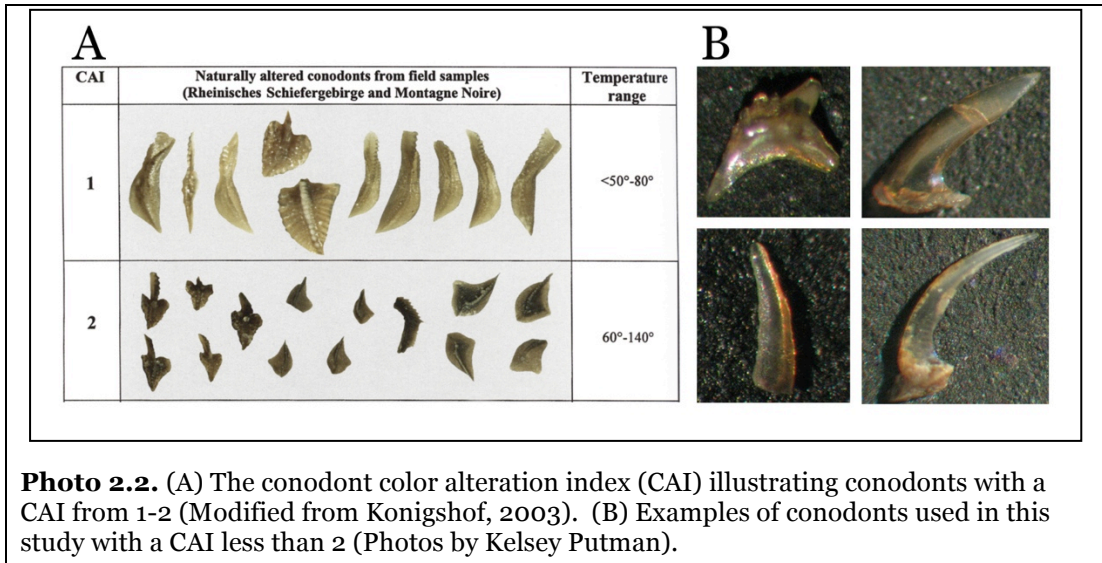 A
B
CAI
Naturally altered conodonts from field samples
(Rheinisches Schiefergebirge and Montagne Noire)
Temperature
range
1
<50°-80°
2
60°-140°
Photo 2.2. (A) The conodont color alteration index (CAI) illustrating conodonts with a
CAI from 1-2 (Modified from Konigshof, 2003). (B) Examples of conodonts used in this
study with a CAI less than 2 (Photos by Kelsey Putman).